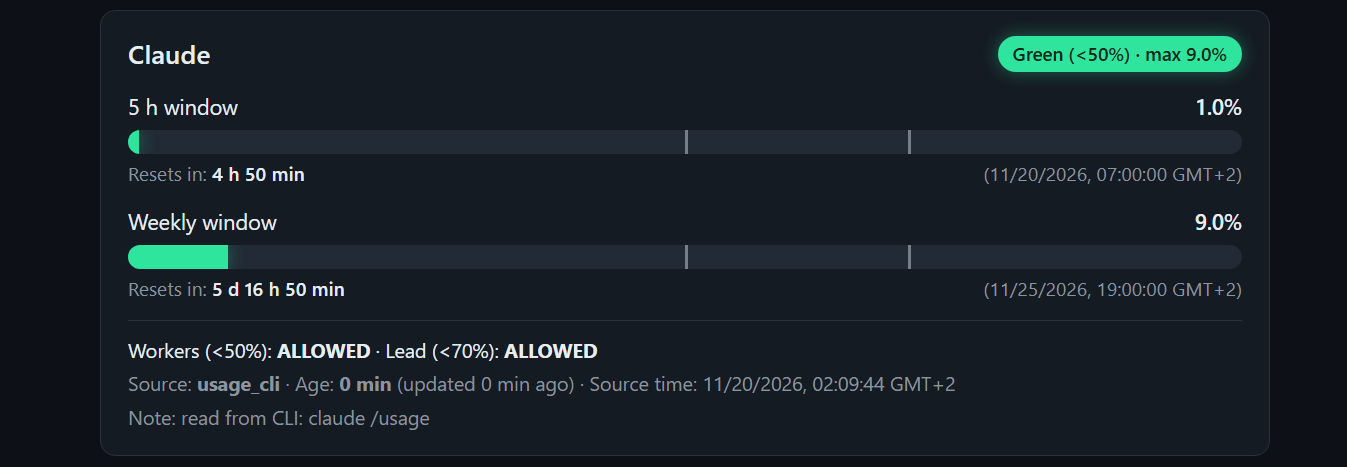 Claude
Green (<50%) · max 9.0%
5 h window
1.0%
Resets in: 4 h 50 min
(11/20/2026, 07:00:00 GMT+2)
Weekly window
9.0%
Resets in: 5 d 16 h 50 min
(11/25/2026, 19:00:00 GMT+2)
Workers (<50%): ALLOWED · Lead (<70%): ALLOWED
Source: usage_cli · Age: 0 min (updated 0 min ago) · Source time: 11/20/2026, 02:09:44 GMT+2
Note: read from CLI: claude /usage